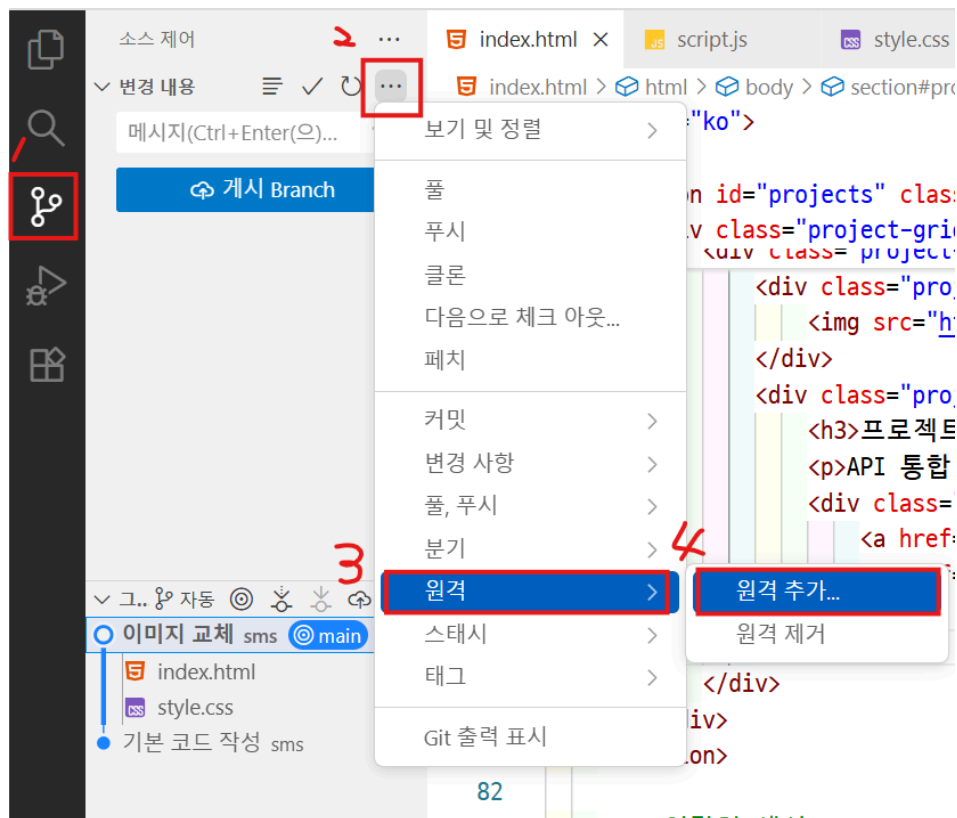 소스 제어
2
index.html
script.js
style.css
변경 내용
index.html > html > body > section#pro
메시지(Ctrl+Enter(으)...
1
게시 Branch
보기 및 정렬
풀
푸시
클론
다음으로 체크 아웃...
페치
커밋
변경 사항
풀, 푸시
분기
3
원격
4
원격 추가...
원격 제거
스태시
태그
Git 출력 표시
="ko">
n id="projects" class
v class="project-grid
<div class="project-
<div class="proj
<img src="ht
</div>
<div class="proj
<h3>프로젝트
<p>API 통합
<div class="
<a href=
</div>
iv>
on>
82
그.. 자동
이미지 교체 sms main
index.html
style.css
기본 코드 작성 sms